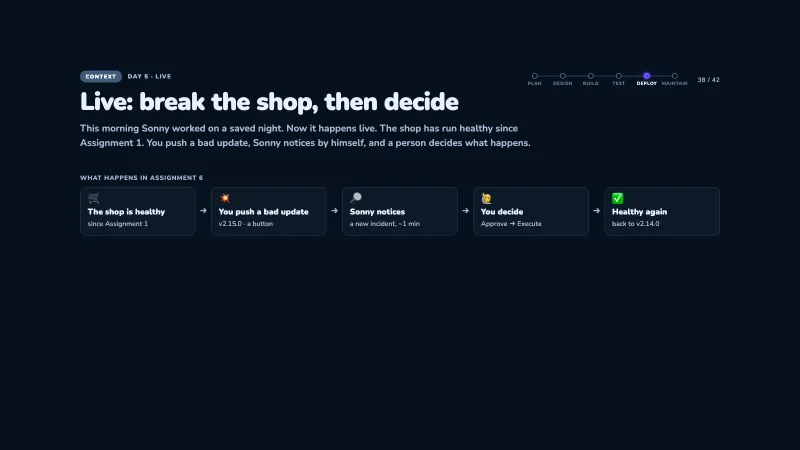 CONTEXT DAY 5 · LIVE
PLAN DESIGN BUILD TEST DEPLOY MAINTAIN
38 / 42
Live: break the shop, then decide
This morning Sonny worked on a saved night. Now it happens live. The shop has run healthy since
Assignment 1. You push a bad update, Sonny notices by himself, and a person decides what happens.
WHAT HAPPENS IN ASSIGNMENT 6
The shop is healthy
since Assignment 1
→
You push a bad update
v2.15.0 · a button
→
Sonny notices
a new incident, ~1 min
→
You decide
Approve → Execute
→
Healthy again
back to v2.14.0